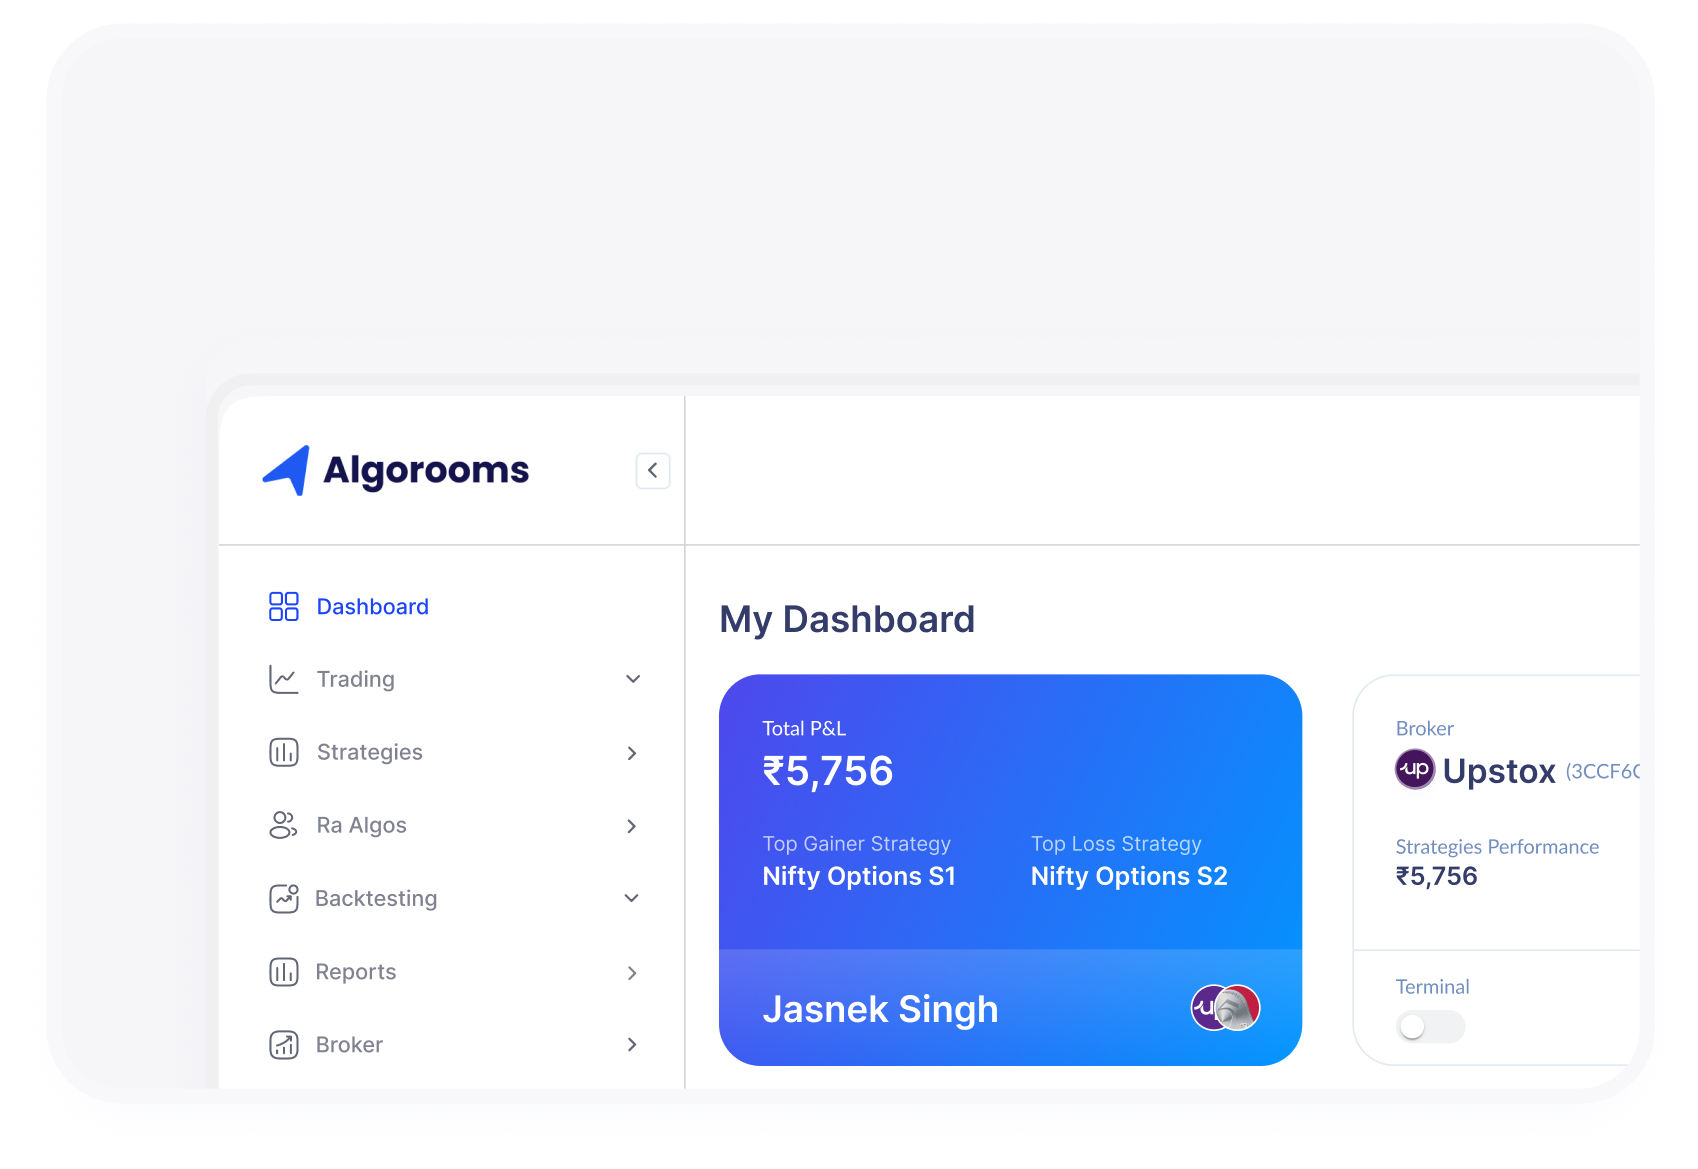 Algorooms
Dashboard
Trading
Strategies
Ra Algos
Backtesting
Reports
Broker
My Dashboard
Total P&L
₹5,756
Top Gainer Strategy
Nifty Options S1
Top Loss Strategy
Nifty Options S2
Jasnek Singh
Broker
up Upstox (3CCF6
Strategies Performance
₹5,756
Terminal